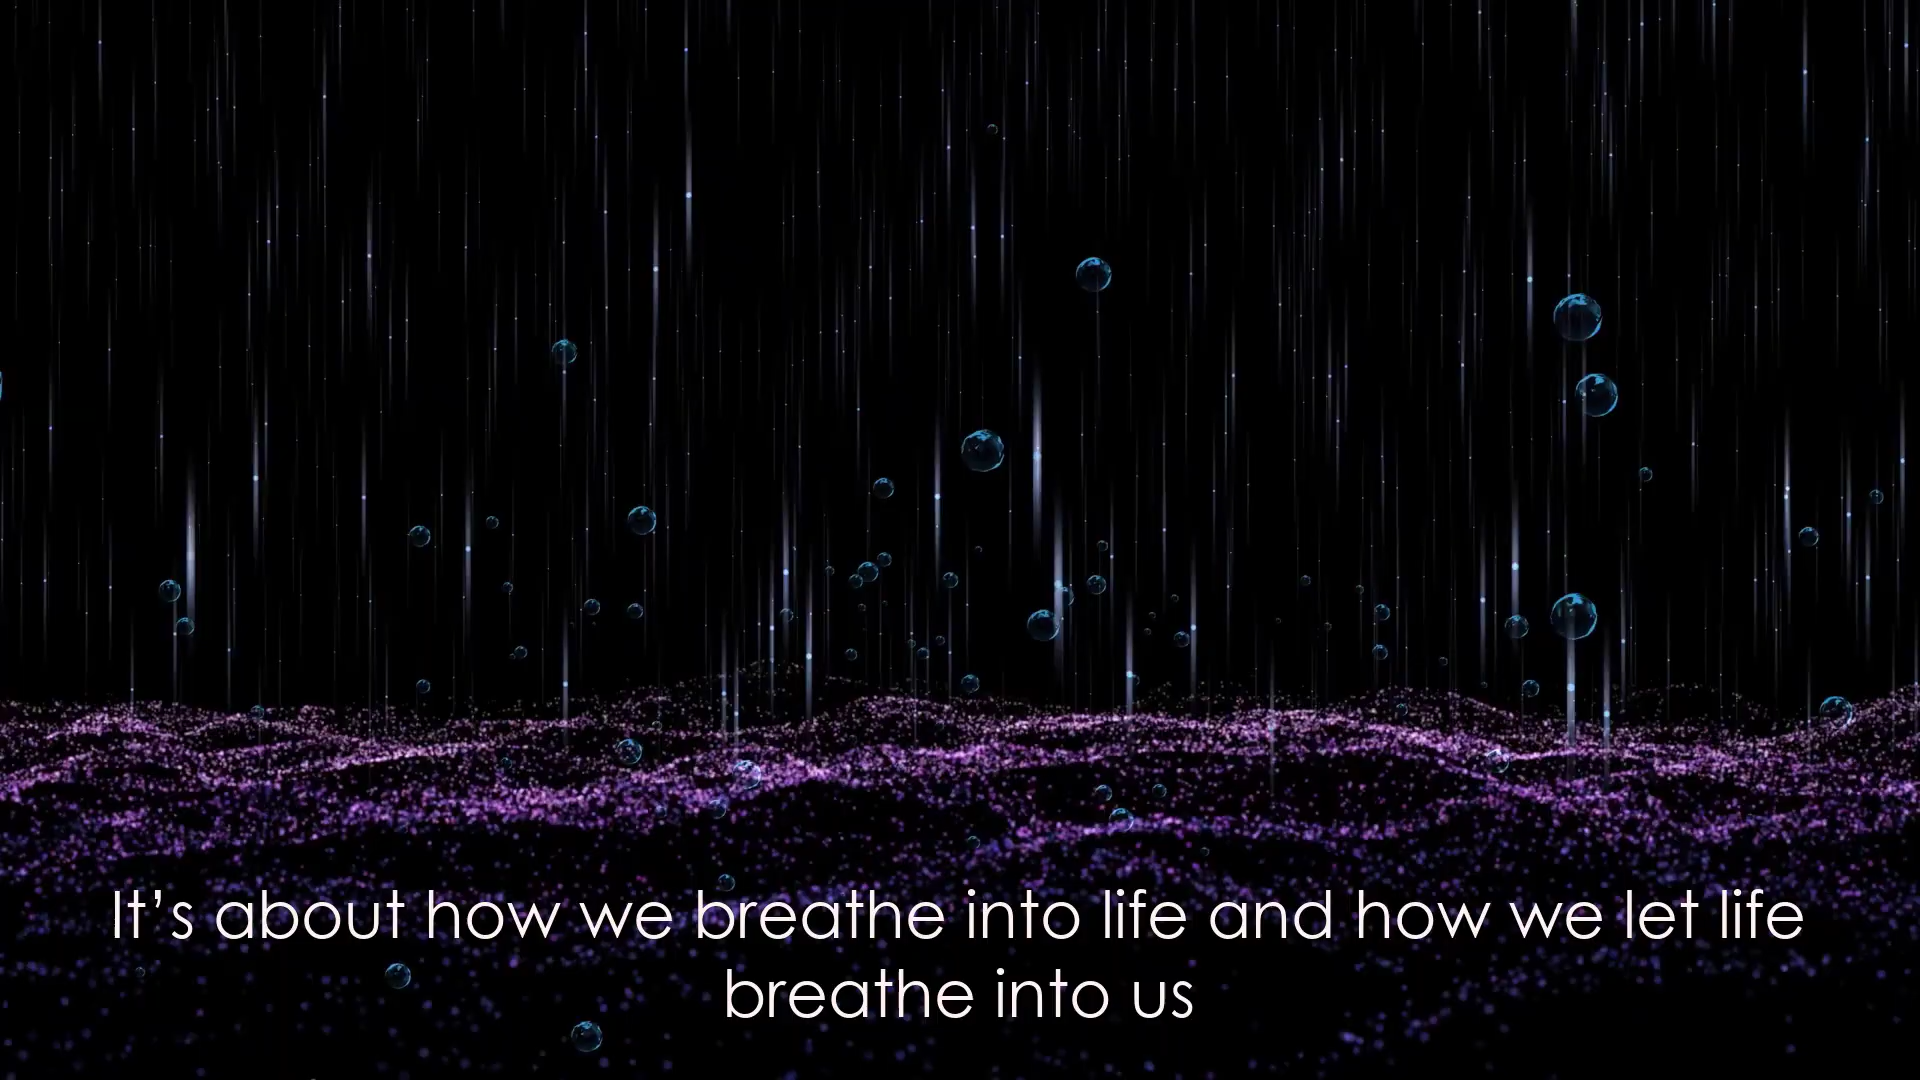 It’s about how we breathe into life and how we let life
breathe into us